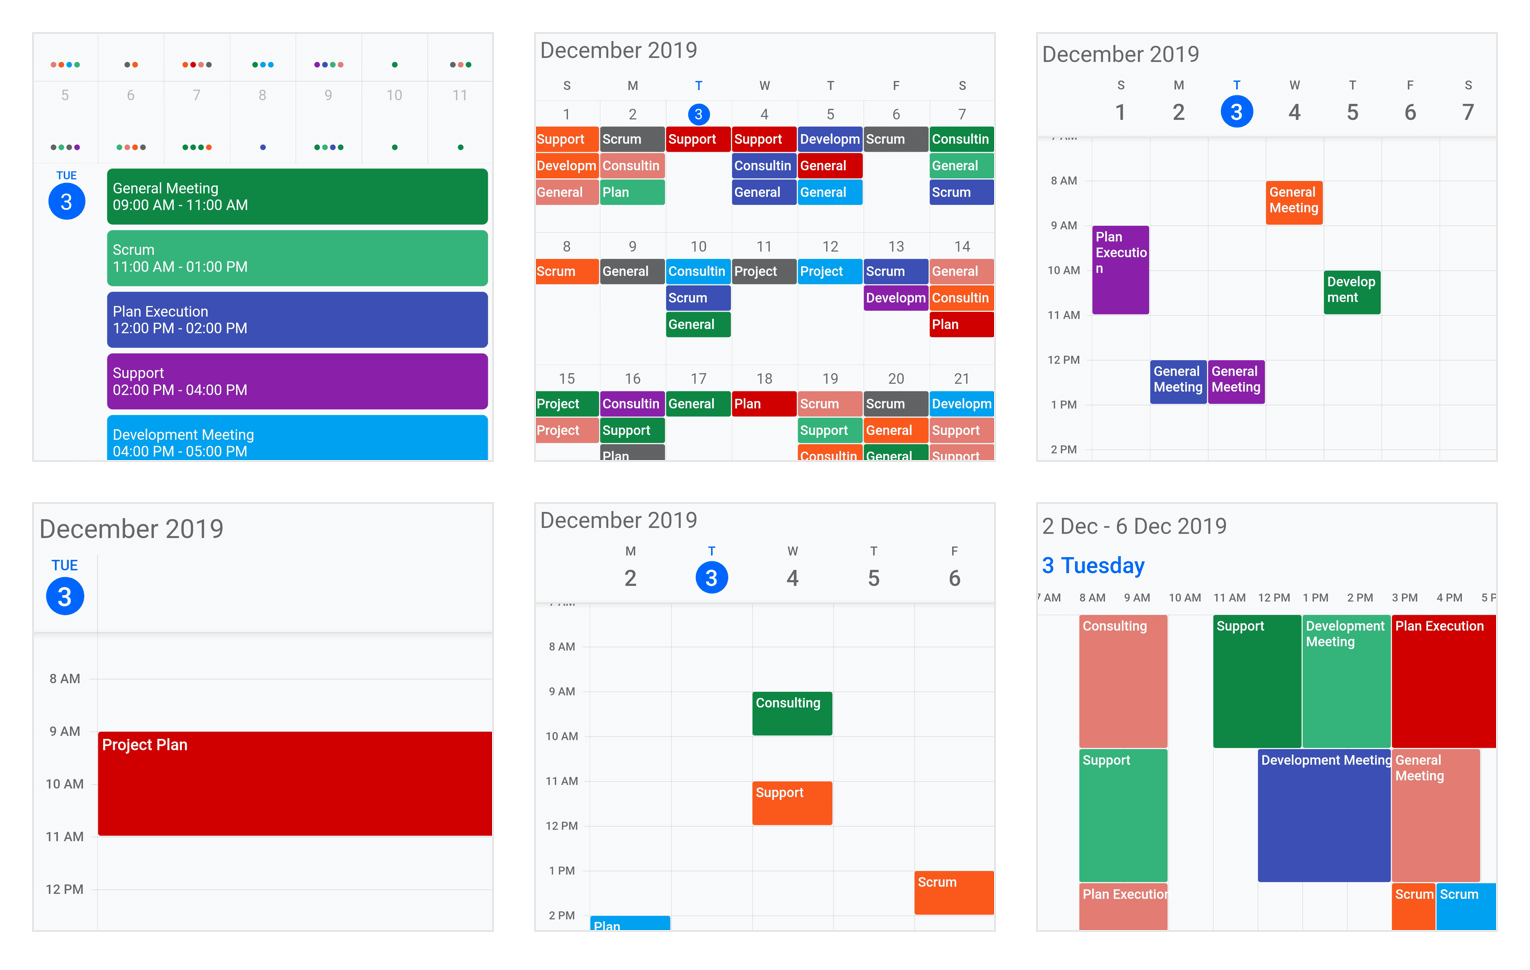 5 6 7 8 9 10 11
TUE
3
General Meeting
09:00 AM - 11:00 AM
Scrum
11:00 AM - 01:00 PM
Plan Execution
12:00 PM - 02:00 PM
Support
02:00 PM - 04:00 PM
Development Meeting
04:00 PM - 05:00 PM
December 2019
S M T W T F S
1 2 3 4 5 6 7
Support Scrum Support Support Developm Scrum Consultin
Developm Consultin Consultin General General
General Plan General General Scrum
8 9 10 11 12 13 14
Scrum General Consultin Project Project Scrum General
Scrum Developm Consultin
General Plan
15 16 17 18 19 20 21
Project Consultin General Plan Scrum Scrum Developm
Project Support Support General Support
Plan Consultin General Support
December 2019
S M T W T F S
1 2 3 4 5 6 7
7 AM
8 AM
General
Meeting
9 AM
Plan
Executio
n
10 AM
Develop
ment
11 AM
12 PM
General General
Meeting Meeting
1 PM
2 PM
December 2019
TUE
3
8 AM
9 AM
Project Plan
10 AM
11 AM
12 PM
December 2019
M T W T F
2 3 4 5 6
7 AM
8 AM
9 AM
Consulting
10 AM
11 AM
Support
12 PM
1 PM
Scrum
2 PM
Plan
2 Dec - 6 Dec 2019
3 Tuesday
7 AM 8 AM 9 AM 10 AM 11 AM 12 PM 1 PM 2 PM 3 PM 4 PM 5 P
Consulting Support Development Plan Execution
Meeting
Support Development Meeting General
Meeting
Plan Execution Scrum Scrum